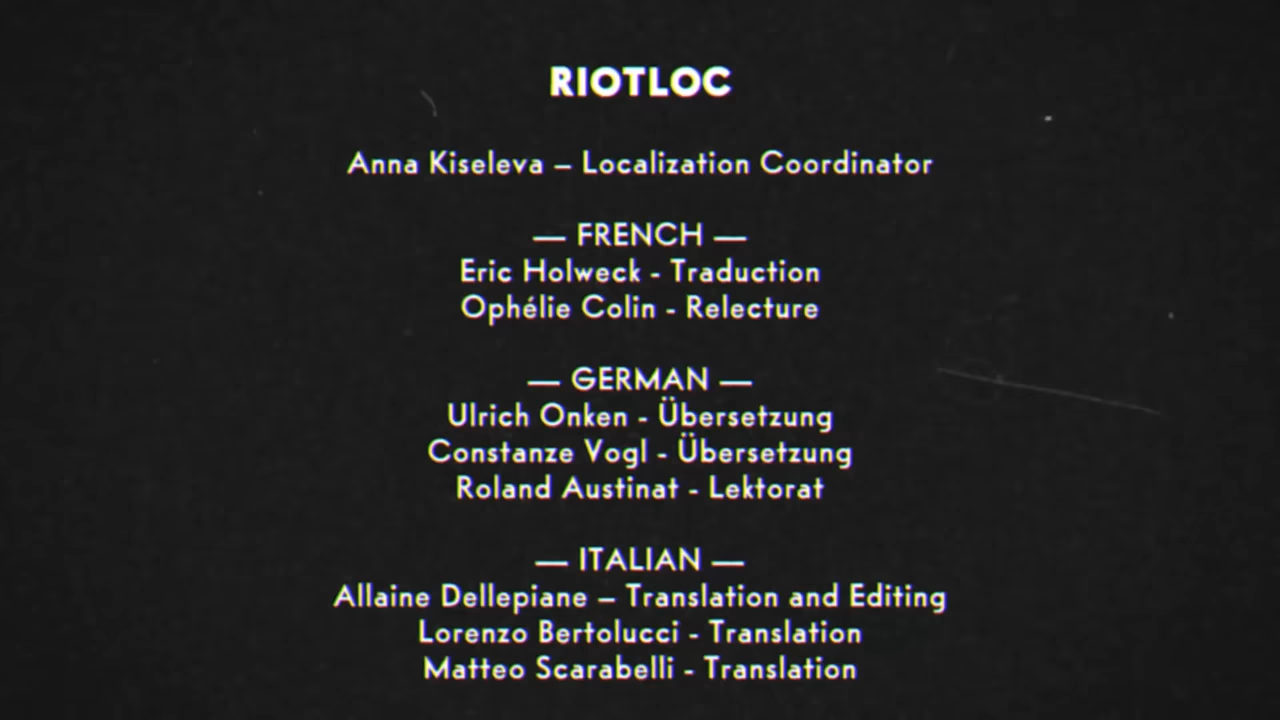 RIOTLOC
Anna Kiseleva – Localization Coordinator
— FRENCH —
Eric Holweck - Traduction
Ophélie Colin - Relecture
— GERMAN —
Ulrich Onken - Übersetzung
Constanze Vogl - Übersetzung
Roland Austinat - Lektorat
— ITALIAN —
Allaine Dellepiane – Translation and Editing
Lorenzo Bertolucci - Translation
Matteo Scarabelli - Translation